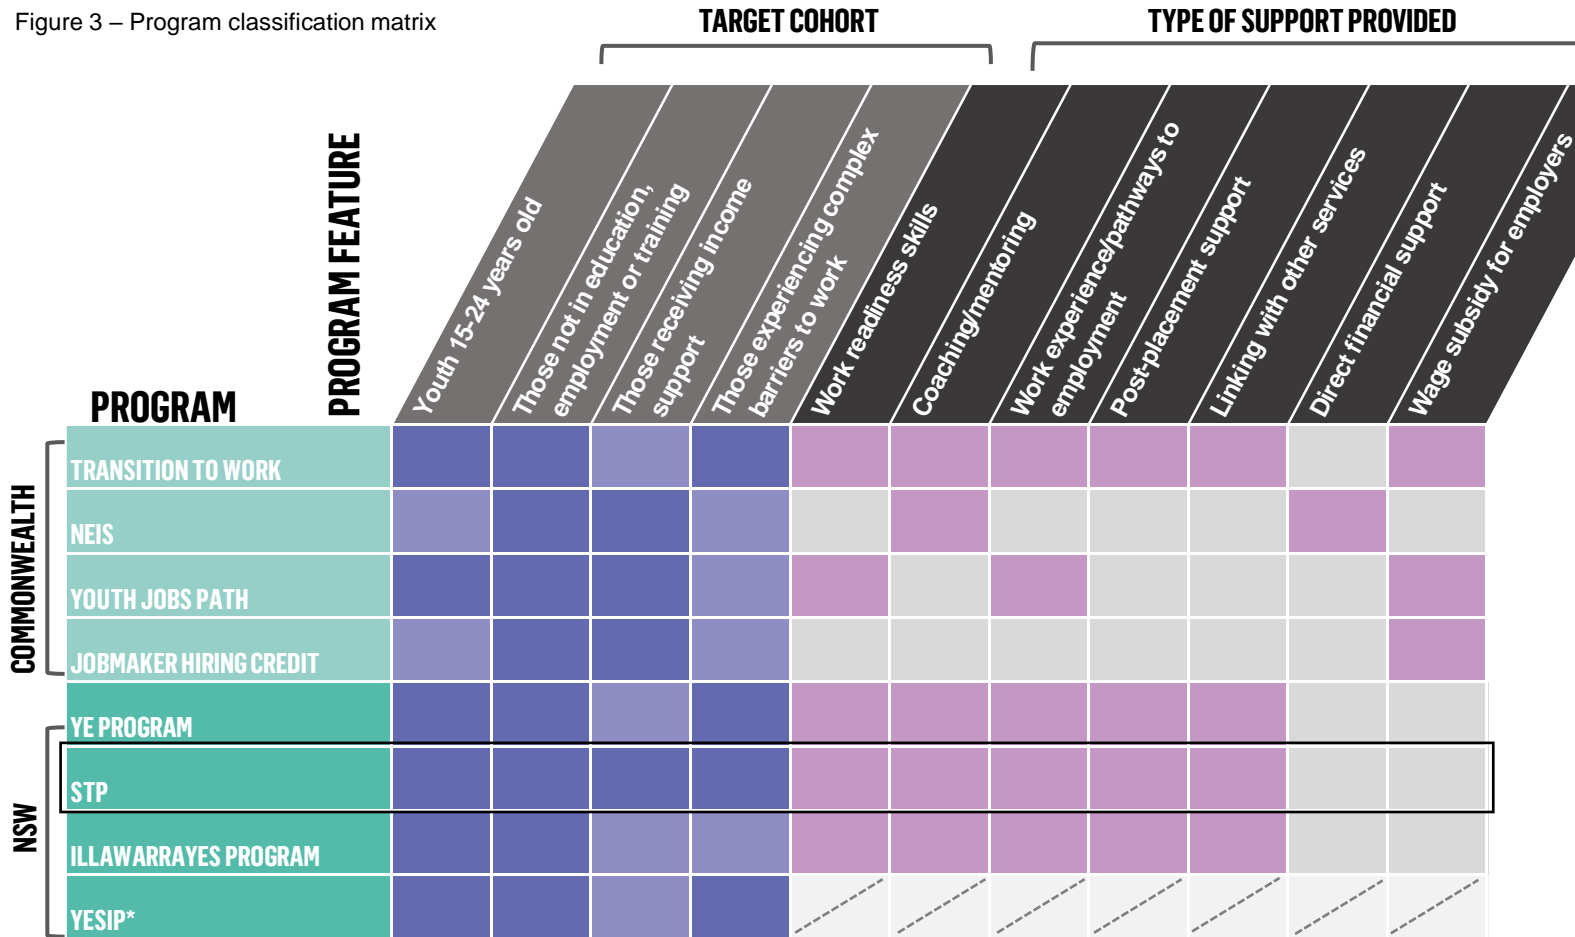 Figure 3 – Program classification matrix
TARGET COHORT
TYPE OF SUPPORT PROVIDED
PROGRAM FEATURE
Youth 15-24 years old
Those not in education,
employment or training
Those receiving income
support
Those experiencing complex
barriers to work
Work readiness skills
Coaching/mentoring
Work experience/pathways to
employment
Post-placement support
Linking with other services
Direct financial support
Wage subsidy for employers
PROGRAM
COMMONWEALTH
TRANSITION TO WORK
NEIS
YOUTH JOBS PATH
JOBMAKER HIRING CREDIT
NSW
YE PROGRAM
STP
ILLAWARRAYES PROGRAM
YESIP*